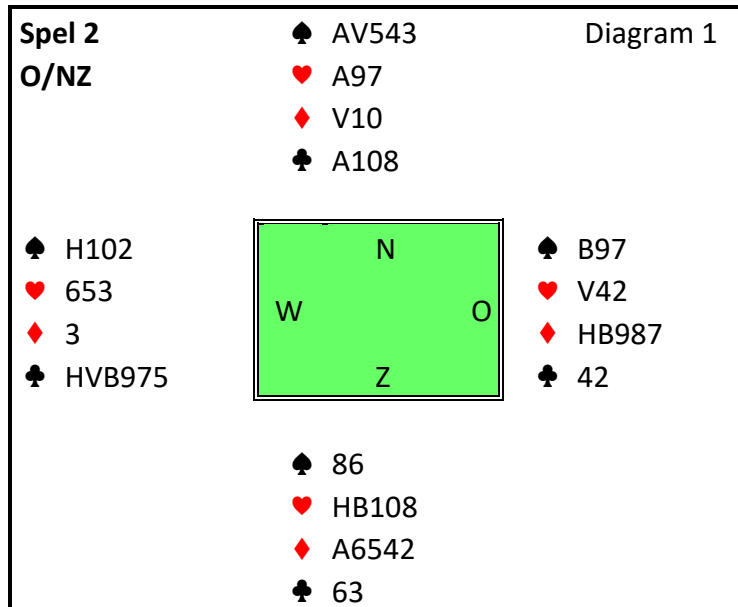 Spel 2 ♠ AV543 Diagram 1
O/NZ ♥ A97
♦ V10
♣ A108
♠ H102 N ♠ B97
♥ 653 W O ♥ V42
♦ 3 ♦ HB987
♣ HVB975 Z ♣ 42
♠ 86
♥ HB108
♦ A6542
♣ 63